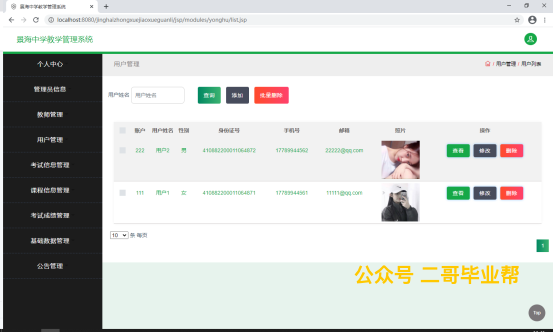 蓝海中学教学管理系统
localhost:8080/jinghaizhongxuejiaoxueguanli/jsp/modules/yonghu/list.jsp
蓝海中学教学管理系统
个人中心
管理员信息
教师管理
用户管理
考试信息管理
课程信息管理
考试成绩管理
基础数据管理
公告管理
用户管理
/ 用户管理 / 用户列表
用户姓名 用户姓名 查询 添加 批量删除
账户 用户姓名 性别 身份证号 手机号 邮箱 照片 操作
222 用户2 男 410882200011064872 17789944562 22222@qq.com 查看 修改 删除
111 用户1 女 410882200011064871 17789944561 11111@qq.com 查看 修改 删除
10 条 每页
1
公众号 二哥毕业帮
Top